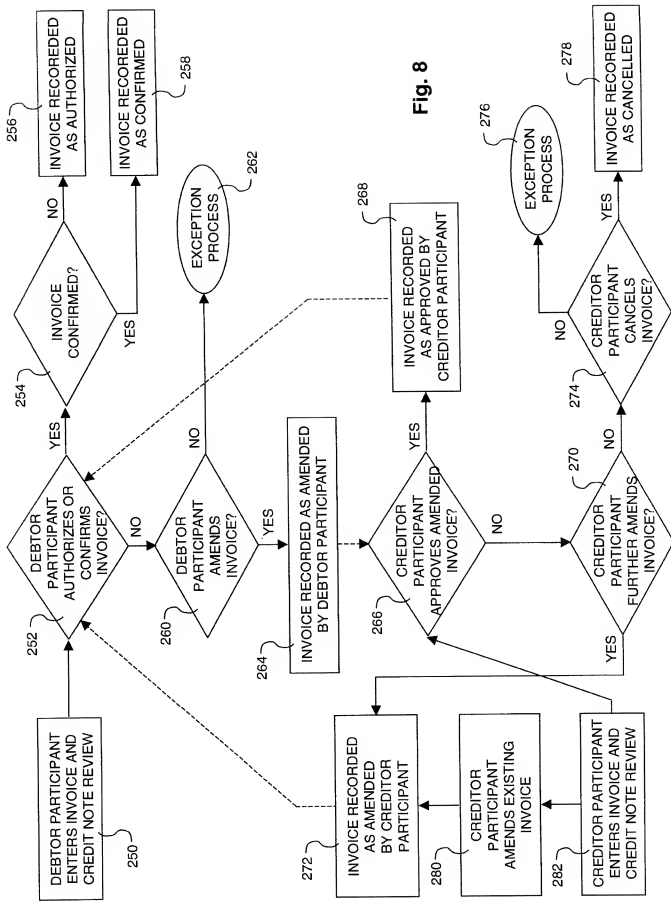 DEBTOR PARTICIPANT
ENTERS INVOICE AND
CREDIT NOTE REVIEW
250
DEBTOR
PARTICIPANT
AUTHORIZES OR
CONFIRMS
INVOICE?
252
YES
NO
INVOICE
CONFIRMED?
254
NO
YES
INVOICE RECOREDED
AS AUTHORIZED
256
INVOICE RECOREDED
AS CONFIRMED
258
DEBTOR
PARTICIPANT
AMENDS
INVOICE?
260
NO
YES
EXCEPTION
PROCESS
262
INVOICE RECORDED AS AMENDED
BY DEBTOR PARTICIPANT
264
CREDITOR
PARTICIPANT
APPROVES AMENDED
INVOICE?
266
YES
NO
INVOICE RECORDED
AS APPROVED BY
CREDITOR PARTICIPANT
268
Fig. 8
CREDITOR
PARTICIPANT
FURTHER AMENDS
INVOICE?
270
YES
NO
INVOICE RECORDED
AS AMENDED
BY CREDITOR
PARTICIPANT
272
CREDITOR
PARTICIPANT
CANCELS
INVOICE?
274
NO
YES
EXCEPTION
PROCESS
276
INVOICE RECOREDED
AS CANCELLED
278
CREDITOR
PARTICIPANT
AMENDS EXISTING
INVOICE
280
CREDITOR PARTICIPANT
ENTERS INVOICE AND
CREDIT NOTE REVIEW
282